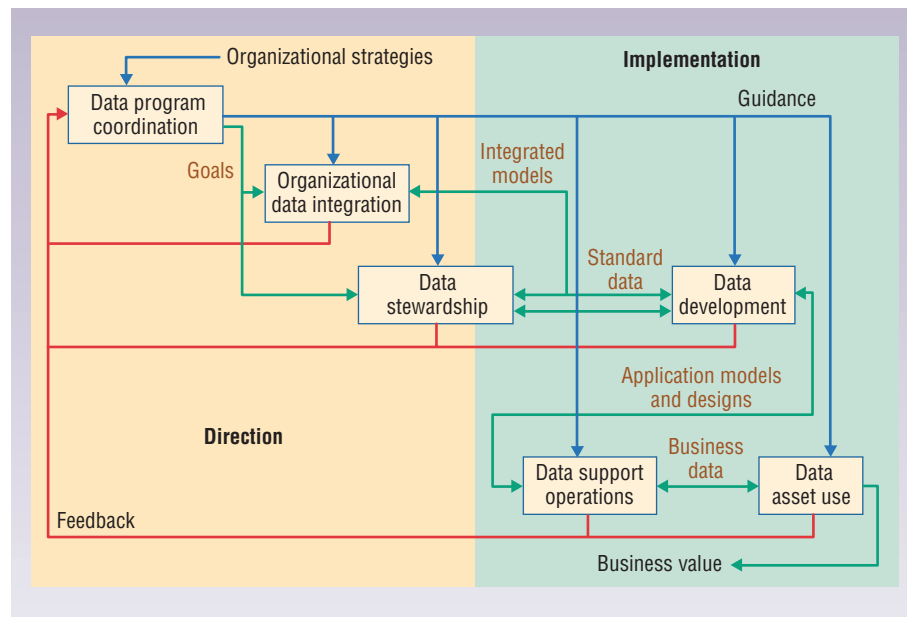 Organizational strategies
Implementation
Data program
coordination
Guidance
Goals
Organizational
data integration
Integrated
models
Data
stewardship
Standard
data
Data
development
Application models
and designs
Direction
Data support
operations
Business
data
Data
asset use
Feedback
Business value